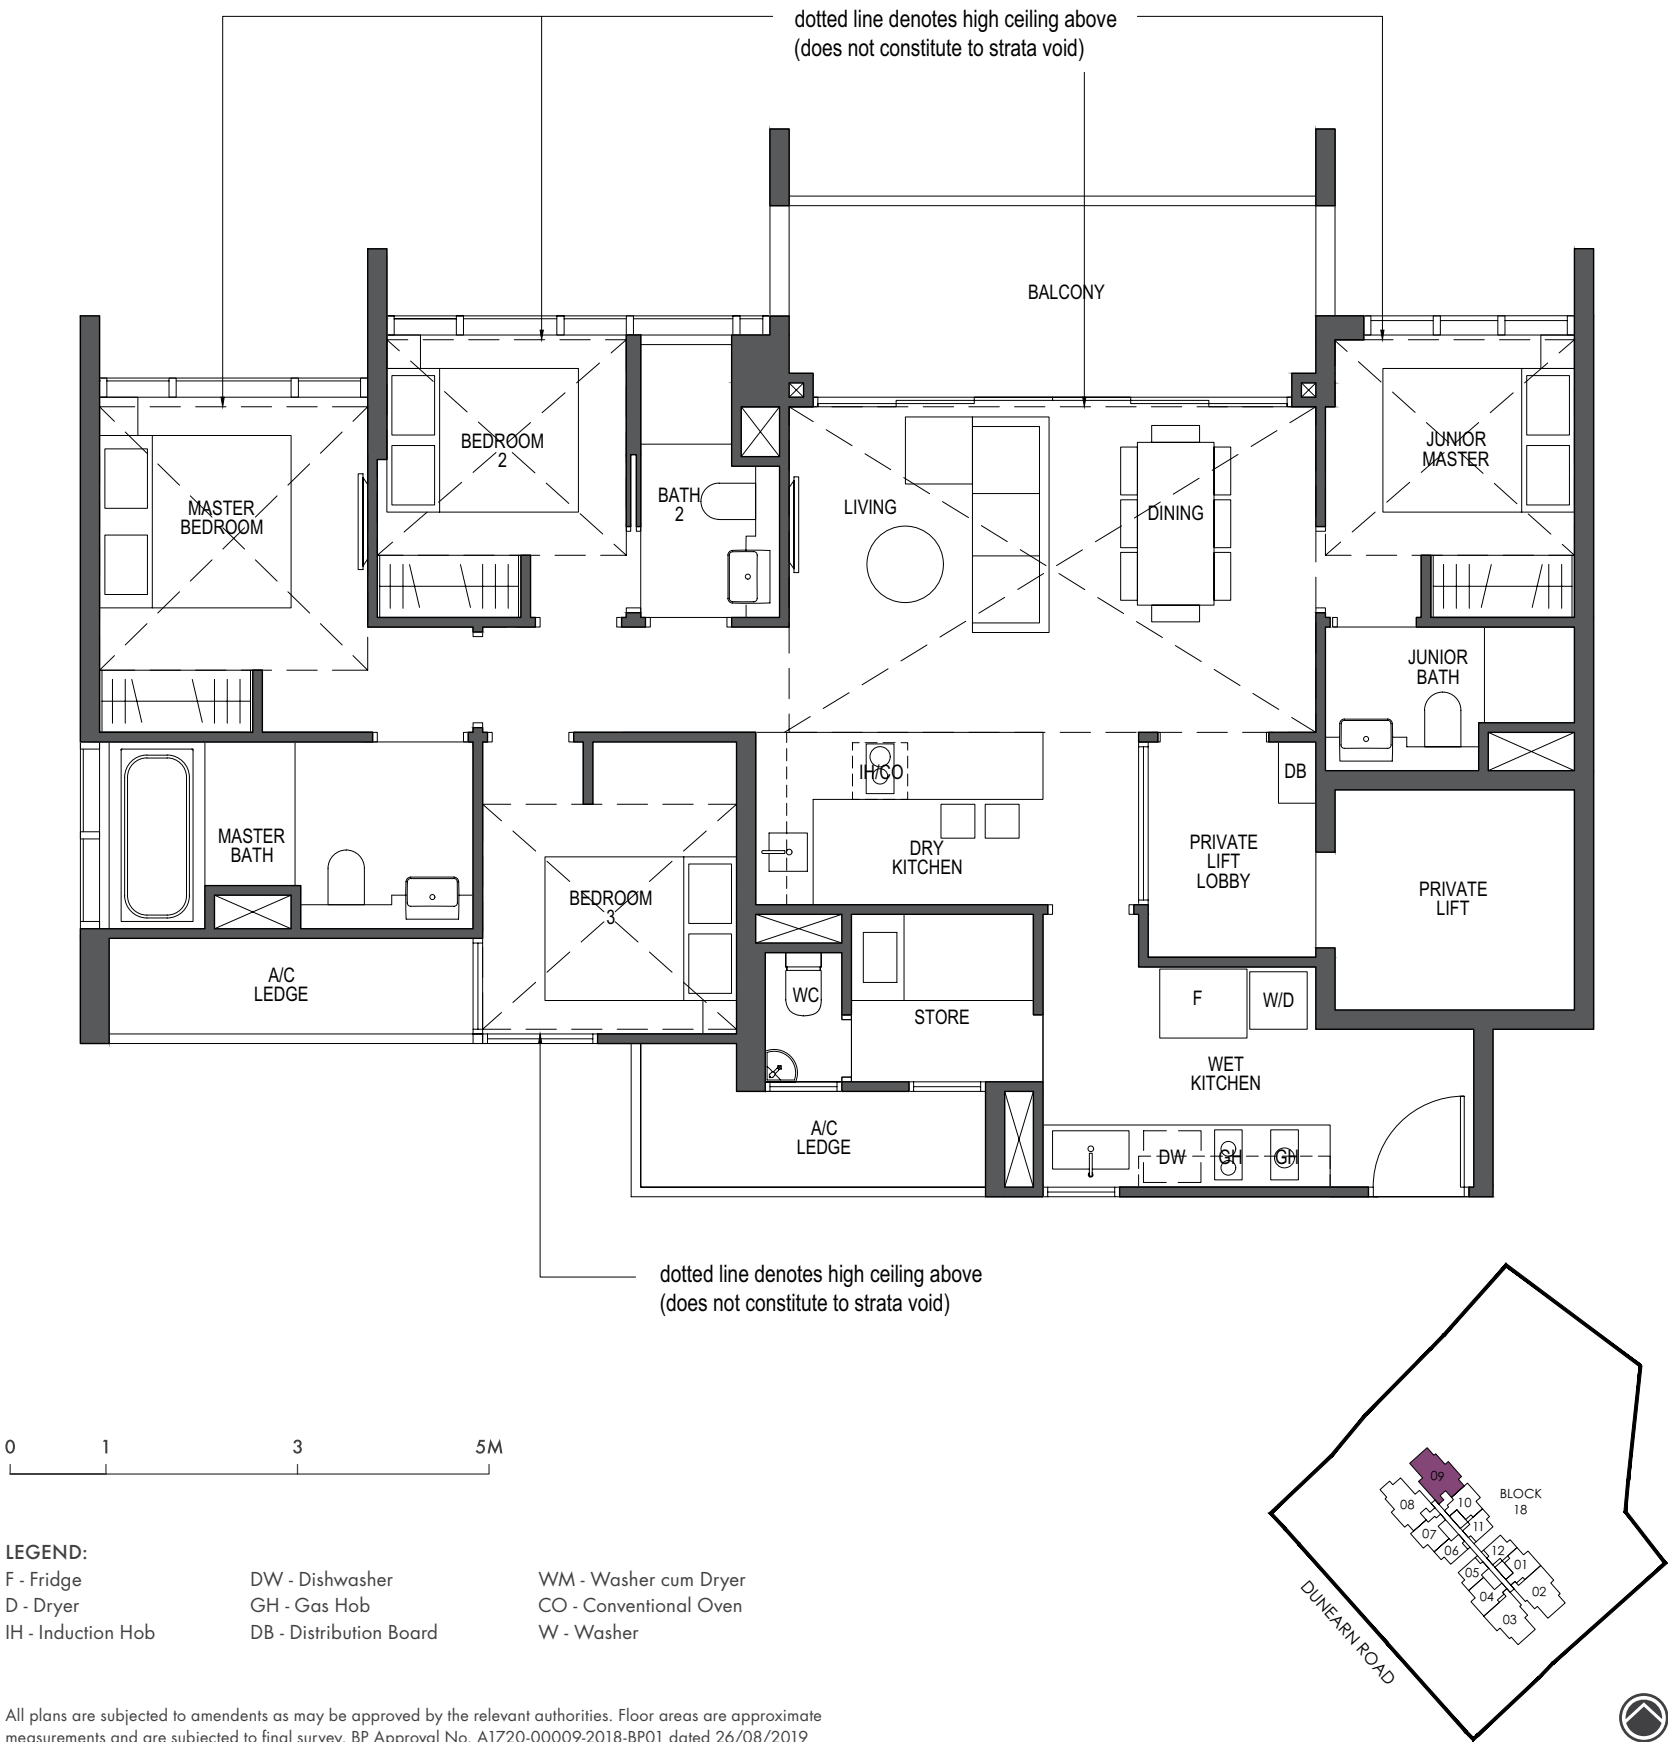 dotted line denotes high ceiling above
(does not constitute to strata void)
BALCONY
BEDROOM
2
JUNIOR
MASTER
MASTER
BEDROOM
BATH
2
LIVING
DINING
JUNIOR
BATH
IH/CO
DB
MASTER
BATH
DRY
KITCHEN
PRIVATE
LIFT
LOBBY
PRIVATE
LIFT
BEDROOM
3
A/C
LEDGE
WC
STORE
F
W/D
WET
KITCHEN
A/C
LEDGE
DW
GH
GH
dotted line denotes high ceiling above
(does not constitute to strata void)
0 1 3 5M
09
08
10
BLOCK
18
07
11
06
12
01
05
02
04
03
DUNEARN ROAD
LEGEND:
F - Fridge
D - Dryer
IH - Induction Hob
DW - Dishwasher
GH - Gas Hob
DB - Distribution Board
WM - Washer cum Dryer
CO - Conventional Oven
W - Washer
All plans are subjected to amendents as may be approved by the relevant authorities. Floor areas are approximate
measurements and are subjected to final survey. BP Approval No. A1720-00009-2018-BP01 dated 26/08/2019